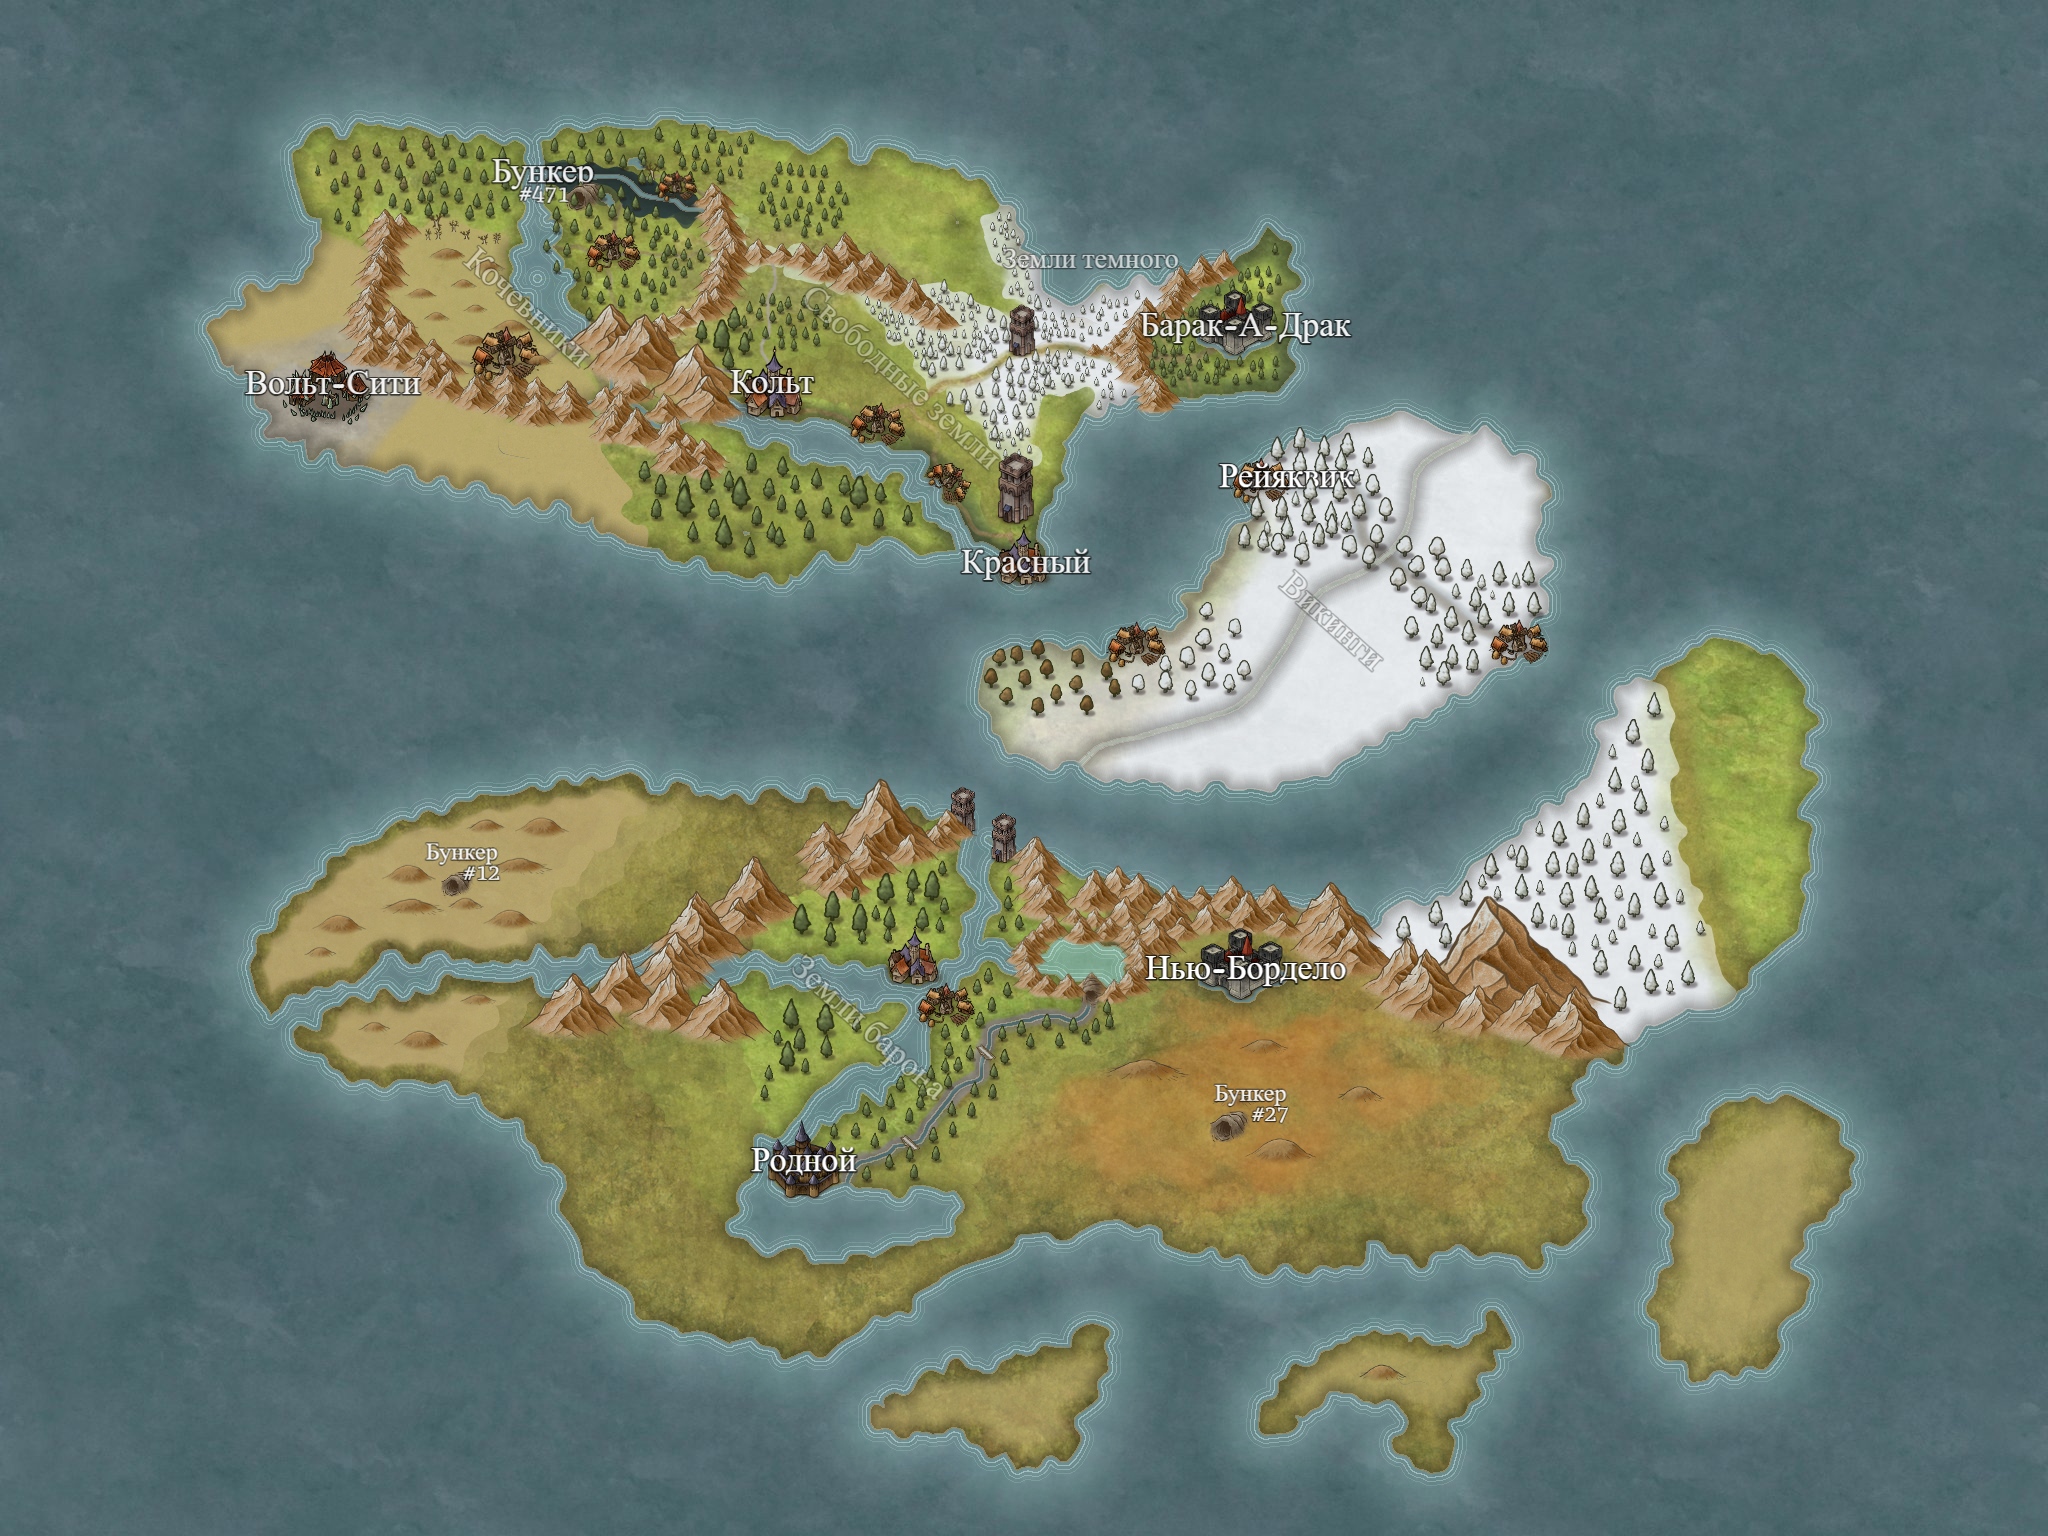 Бункер
#471
Кочевники
Земли темного
Свободные земли
Барак-А-Драк
Вольт-Сити
Кольт
Рейяквик
Красный
Викинги
Бункер
#12
Земли барона
Нью-Бордело
Бункер
#27
Родной